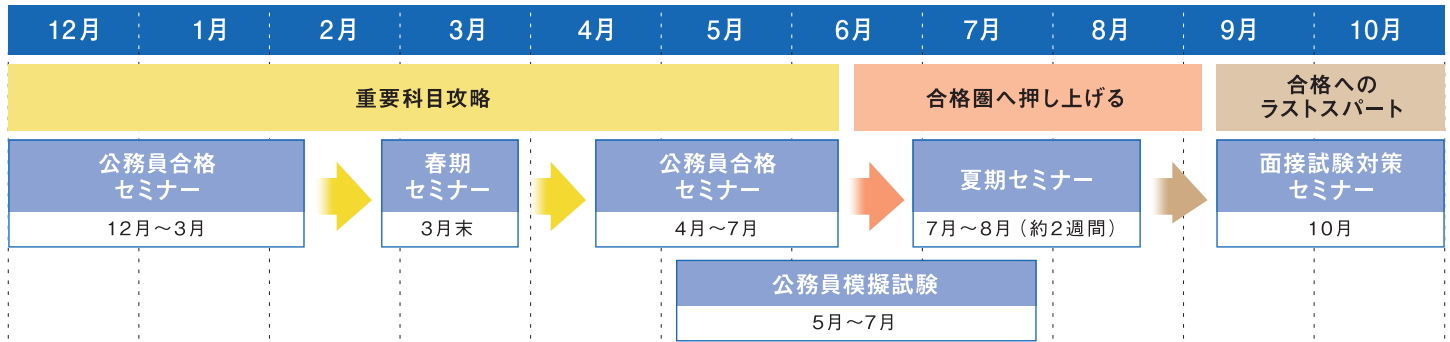 12月 1月 2月 3月 4月 5月 6月 7月 8月 9月 10月
重要科目攻略
合格圏へ押し上げる
合格への
ラストスパート
公務員合格
セミナー
12月～3月
春期
セミナー
3月末
公務員合格
セミナー
4月～7月
夏期セミナー
7月～8月（約2週間）
面接試験対策
セミナー
10月
公務員模擬試験
5月～7月